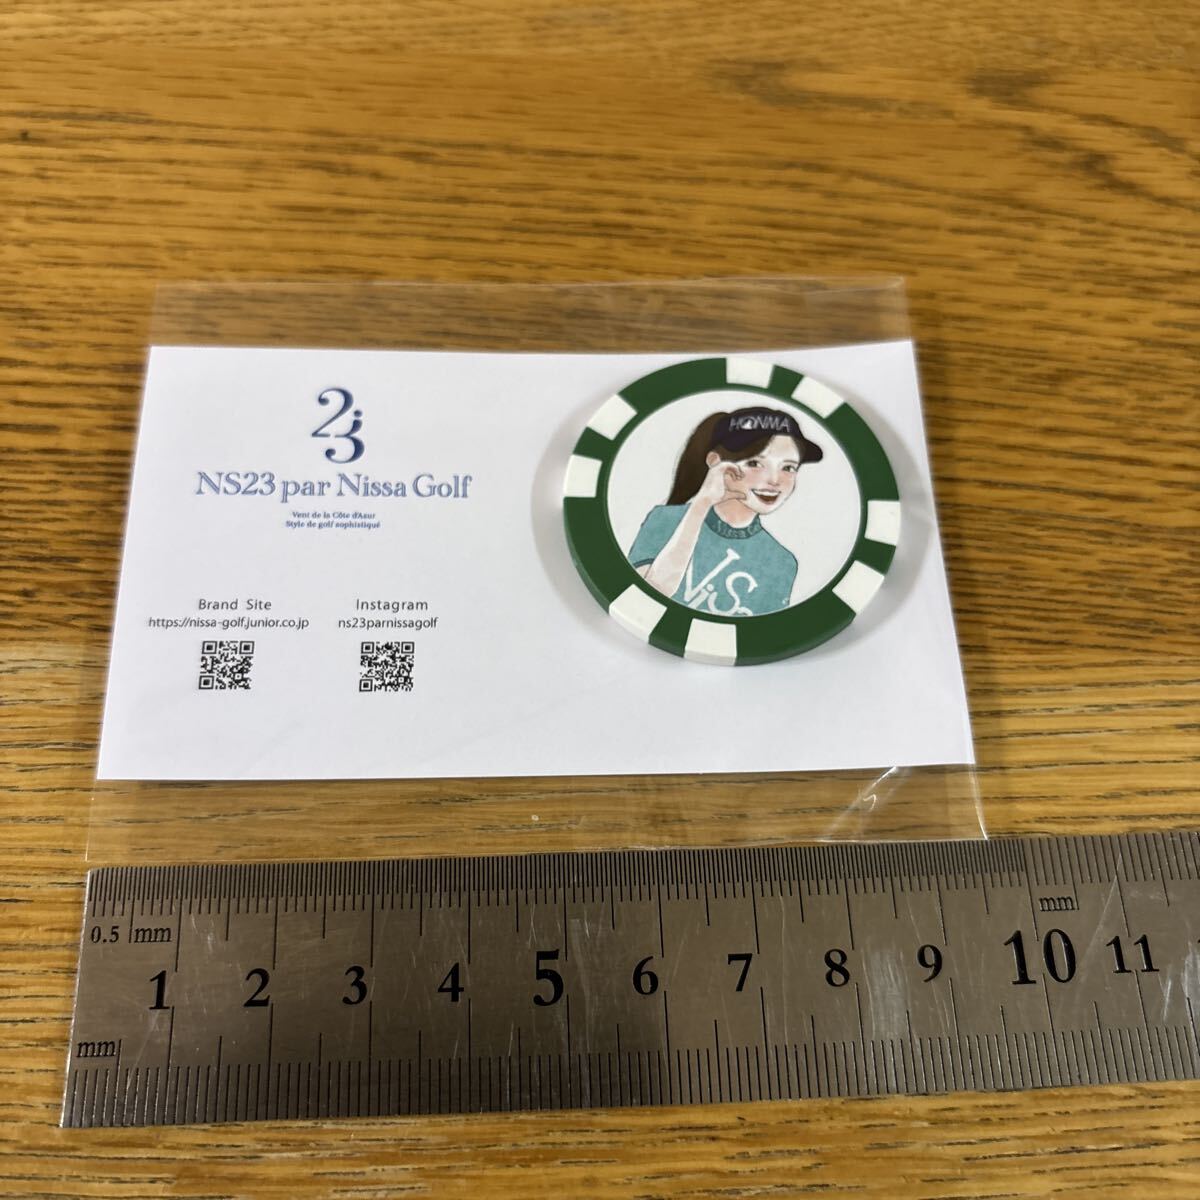 23
NS23 par Nissa Golf
Vent de la Côte d'Azur
Style de golf sophistiqué
Brand Site
https://nissa-golf.junior.co.jp
Instagram
ns23parnissagolf
HONMA
0.5 mm
1 2 3 4 5 6 7 8 9 10 11
mm
mm